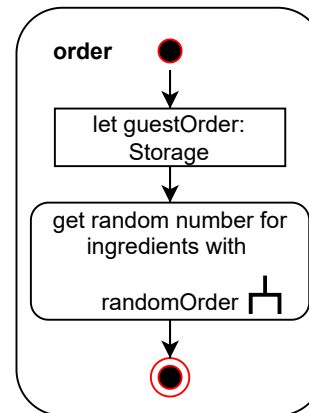 order
let guestOrder:
Storage
get random number for
ingredients with
randomOrder